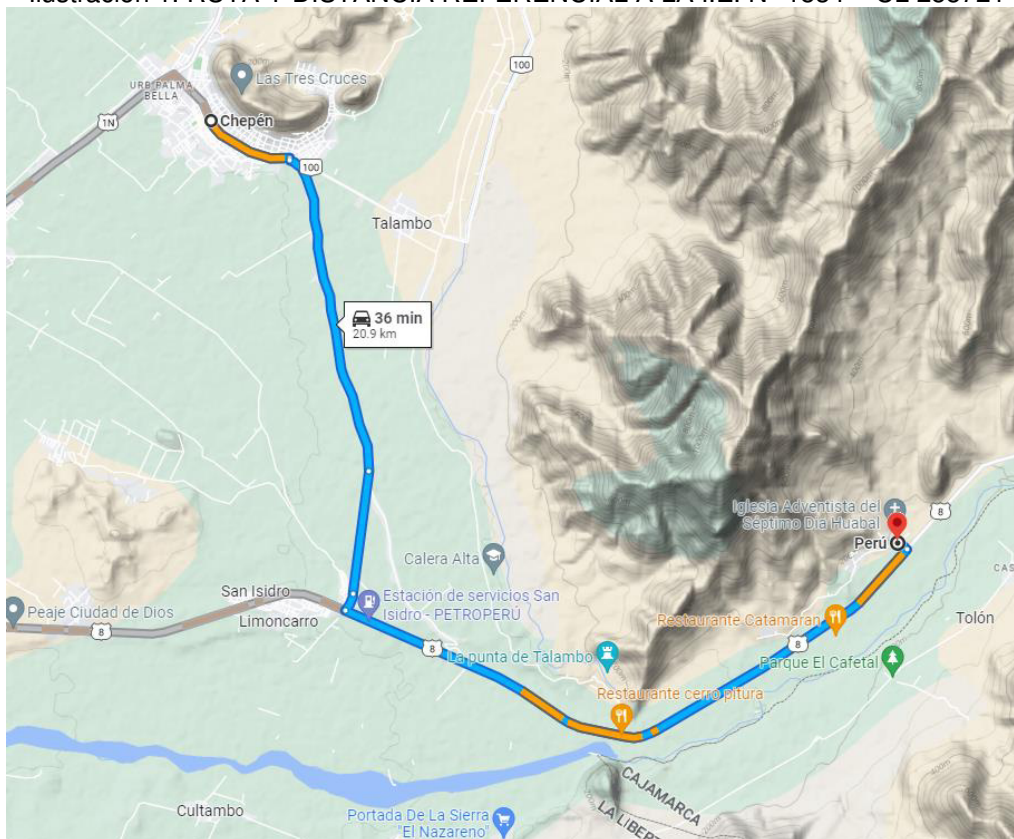 100
Las Tres Cruces
URB PALMA
BELLA
1N
Chepén
100
Talambo
36 min
20.9 km
Iglesia Adventista del
Séptimo Día Huabal
8
Perú
Calera Alta
San Isidro
Estación de servicios San
Isidro - PETROPERÚ
Peaje Ciudad de Dios
Limoncarro
8
Restaurante Catamaran
Tolón
8
8
La punta de Talambo
Parque El Cafetal
Restaurante cerro pitura
CAJAMARCA
Cultambo
Portada De La Sierra
"El Nazareno"